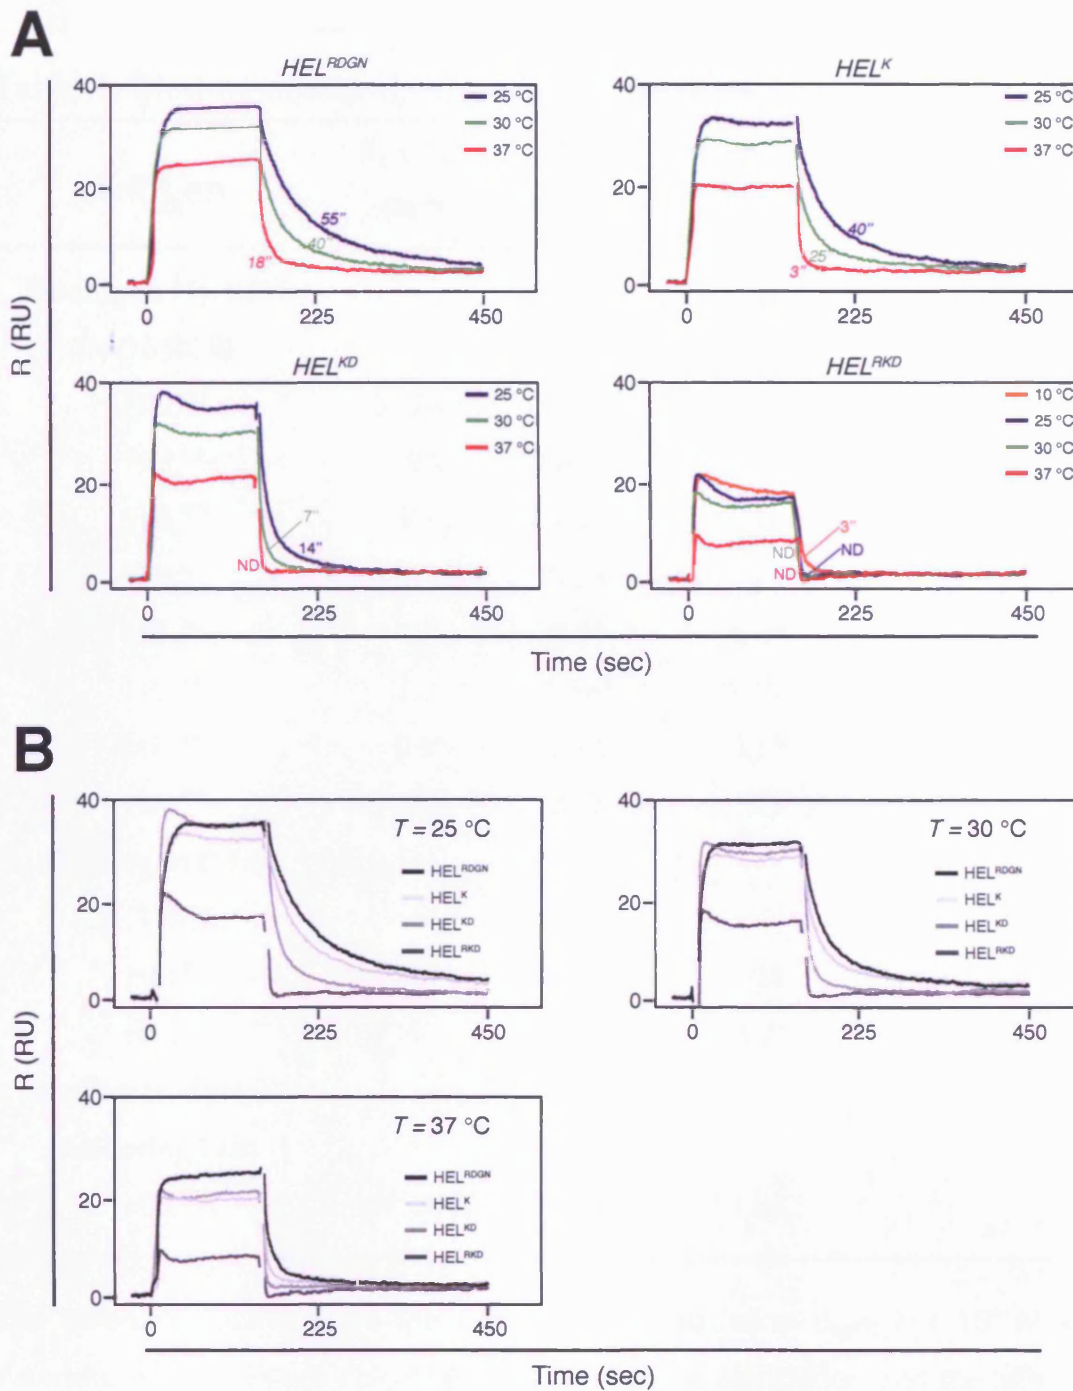 A
HEL^RDGN
40
20
0
25 °C
30 °C
37 °C
55"
40"
18"
0 225 450
HEL^K
40
20
0
25 °C
30 °C
37 °C
40"
25"
3"
0 225 450
R (RU)
HEL^KD
40
20
0
25 °C
30 °C
37 °C
7"
14"
ND
0 225 450
HEL^RKD
40
20
0
10 °C
25 °C
30 °C
37 °C
3"
ND
ND
ND
0 225 450
Time (sec)
B
40
20
0
T = 25 °C
HEL^RDGN
HEL^K
HEL^KD
HEL^RKD
0 225 450
40
20
0
T = 30 °C
HEL^RDGN
HEL^K
HEL^KD
HEL^RKD
0 225 450
R (RU)
40
20
0
T = 37 °C
HEL^RDGN
HEL^K
HEL^KD
HEL^RKD
0 225 450
Time (sec)